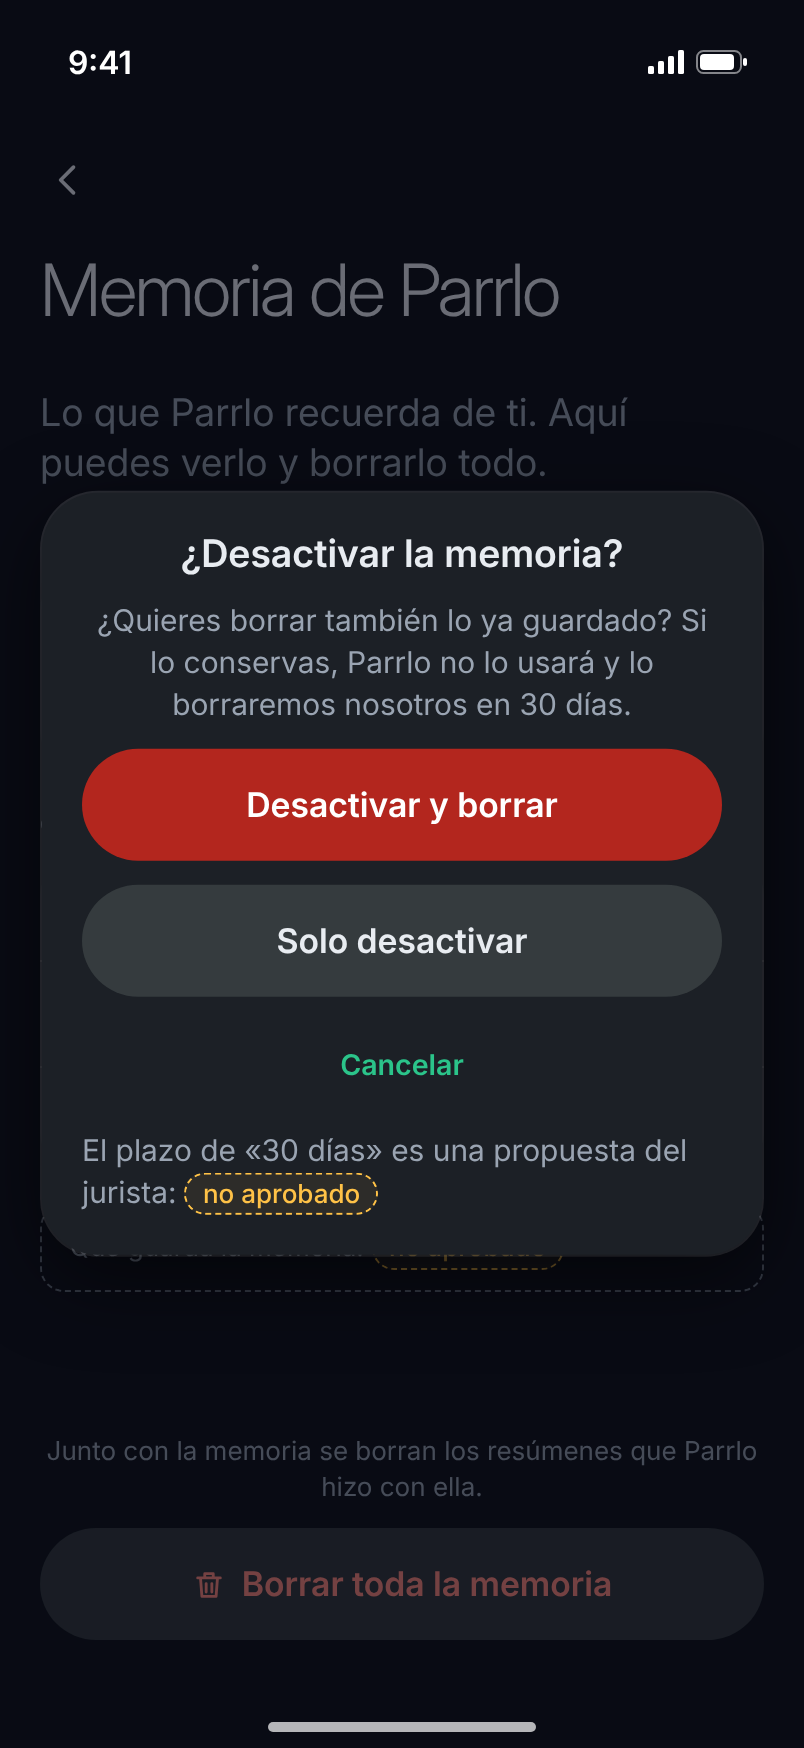 9:41
Memoria de Parrlo
Lo que Parrlo recuerda de ti. Aquí
puedes verlo y borrarlo todo.
¿Desactivar la memoria?
¿Quieres borrar también lo ya guardado? Si
lo conservas, Parrlo no lo usará y lo
borraremos nosotros en 30 días.
Desactivar y borrar
Solo desactivar
Cancelar
El plazo de «30 días» es una propuesta del
jurista: no aprobado
Junto con la memoria se borran los resúmenes que Parrlo
hizo con ella.
Borrar toda la memoria